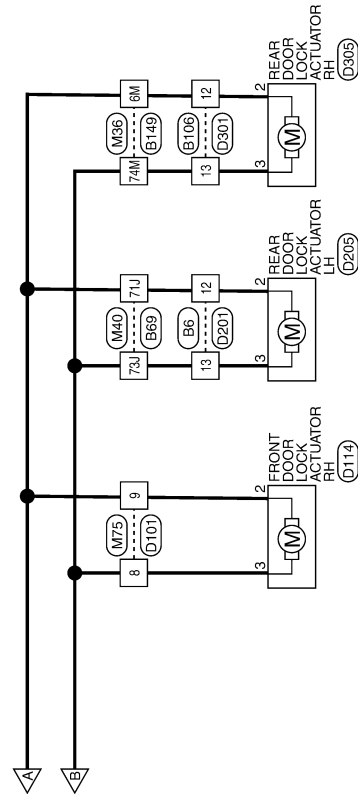 A
B
M75
D101
8
9
3
2
M
FRONT
DOOR
LOCK
ACTUATOR
RH
D114
M40
B69
73J
71J
B6
D201
13
12
3
2
M
REAR
DOOR
LOCK
ACTUATOR
LH
D205
M36
B149
74M
6M
B106
D301
13
12
3
2
M
REAR
DOOR
LOCK
ACTUATOR
RH
D305